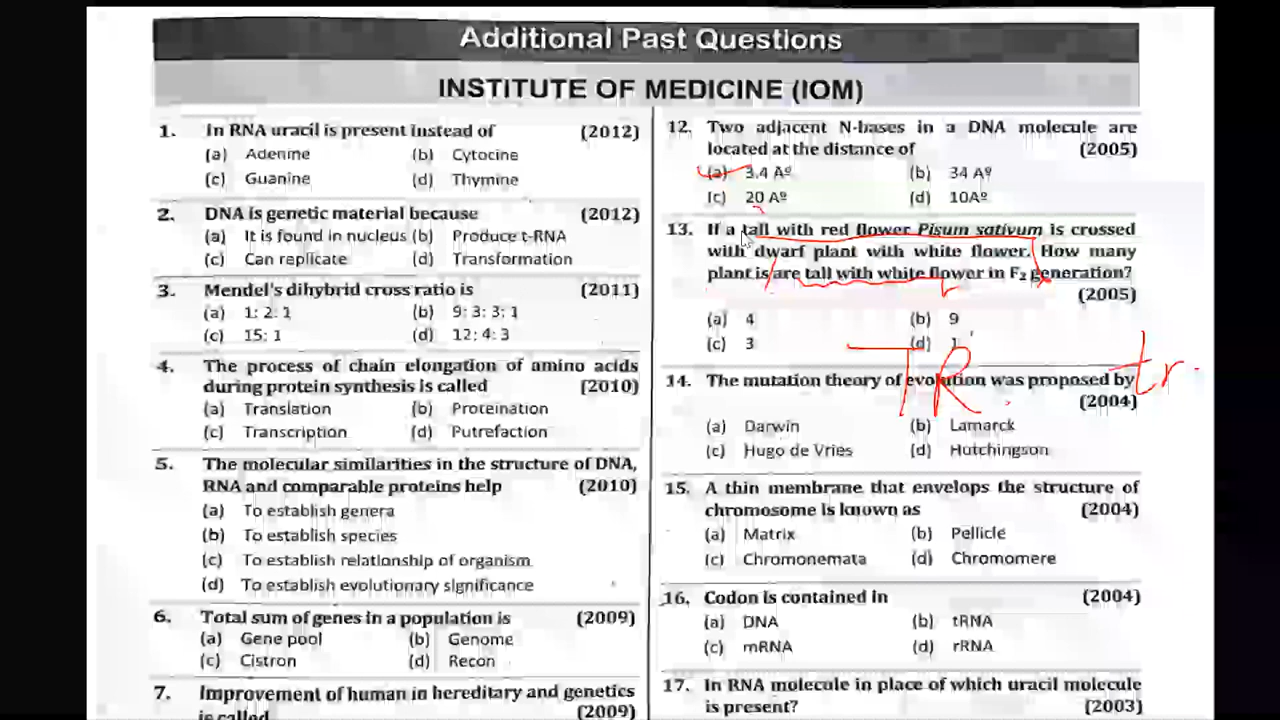 Additional Past Questions
INSTITUTE OF MEDICINE (IOM)
1. In RNA uracil is present instead of (2012)
(a) Adenine (b) Cytocine
(c) Guanine (d) Thymine
2. DNA is genetic material because (2012)
(a) It is found in nucleus (b) Produce t-RNA
(c) Can replicate (d) Transformation
3. Mendel's dihybrid cross ratio is (2011)
(a) 1: 2: 1 (b) 9: 3: 3: 1
(c) 15: 1 (d) 12: 4: 3
4. The process of chain elongation of amino acids
during protein synthesis is called (2010)
(a) Translation (b) Proteination
(c) Transcription (d) Putrefaction
5. The molecular similarities in the structure of DNA,
RNA and comparable proteins help (2010)
(a) To establish genera
(b) To establish species
(c) To establish relationship of organism
(d) To establish evolutionary significance
6. Total sum of genes in a population is (2009)
(a) Gene pool (b) Genome
(c) Cistron (d) Recon
7. Improvement of human in hereditary and genetics
is called (2009)
12. Two adjacent N-bases in a DNA molecule are
located at the distance of (2005)
(a) 3.4 Aº (b) 34 Aº
(c) 20 Aº (d) 10Aº
13. If a tall with red flower Pisum sativum is crossed
with dwarf plant with white flower. How many
plant is are tall with white flower in F₂ generation?
(2005)
(a) 4 (b) 9
(c) 3 (d) 1
TR tr
14. The mutation theory of evolution was proposed by
(2004)
(a) Darwin (b) Lamarck
(c) Hugo de Vries (d) Hutchingson
15. A thin membrane that envelops the structure of
chromosome is known as (2004)
(a) Matrix (b) Pellicle
(c) Chromonemata (d) Chromomere
16. Codon is contained in (2004)
(a) DNA (b) tRNA
(c) mRNA (d) rRNA
17. In RNA molecule in place of which uracil molecule
is present? (2003)